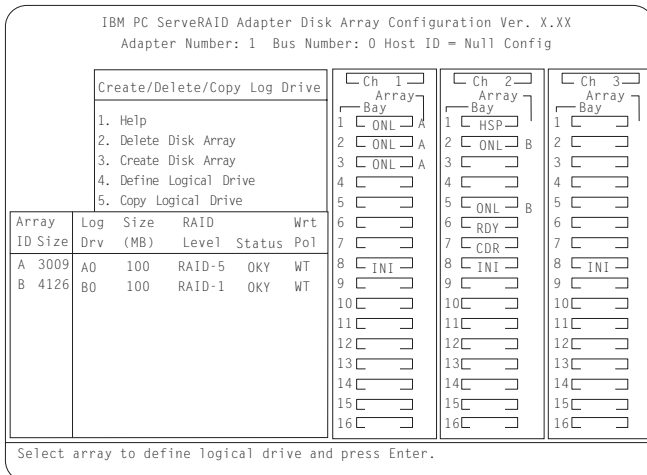 IBM PC ServeRAID Adapter Disk Array Configuration Ver. X.XX
Adapter Number: 1 Bus Number: 0 Host ID = Null Config
Create/Delete/Copy Log Drive
1. Help
2. Delete Disk Array
3. Create Disk Array
4. Define Logical Drive
5. Copy Logical Drive
Array Log Size RAID Wrt
ID Size Drv (MB) Level Status Pol
A 3009 A0 100 RAID-5 OKY WT
B 4126 B0 100 RAID-1 OKY WT
Ch 1
Array
Bay
1 ONL A
2 ONL A
3 ONL A
4
5
6
7
8 INI
9
10
11
12
13
14
15
16
Ch 2
Array
Bay
1 HSP
2 ONL B
3
4
5 ONL B
6 RDY
7 CDR
8 INI
9
10
11
12
13
14
15
16
Ch 3
Array
Bay
1
2
3
4
5
6
7
8 INI
9
10
11
12
13
14
15
16
Select array to define logical drive and press Enter.